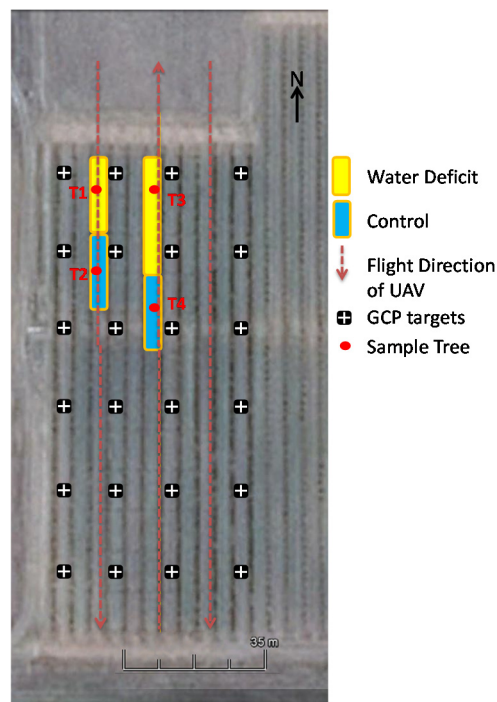 N
T1
T3
T2
T4
35 m
Water Deficit
Control
Flight Direction
of UAV
GCP targets
Sample Tree